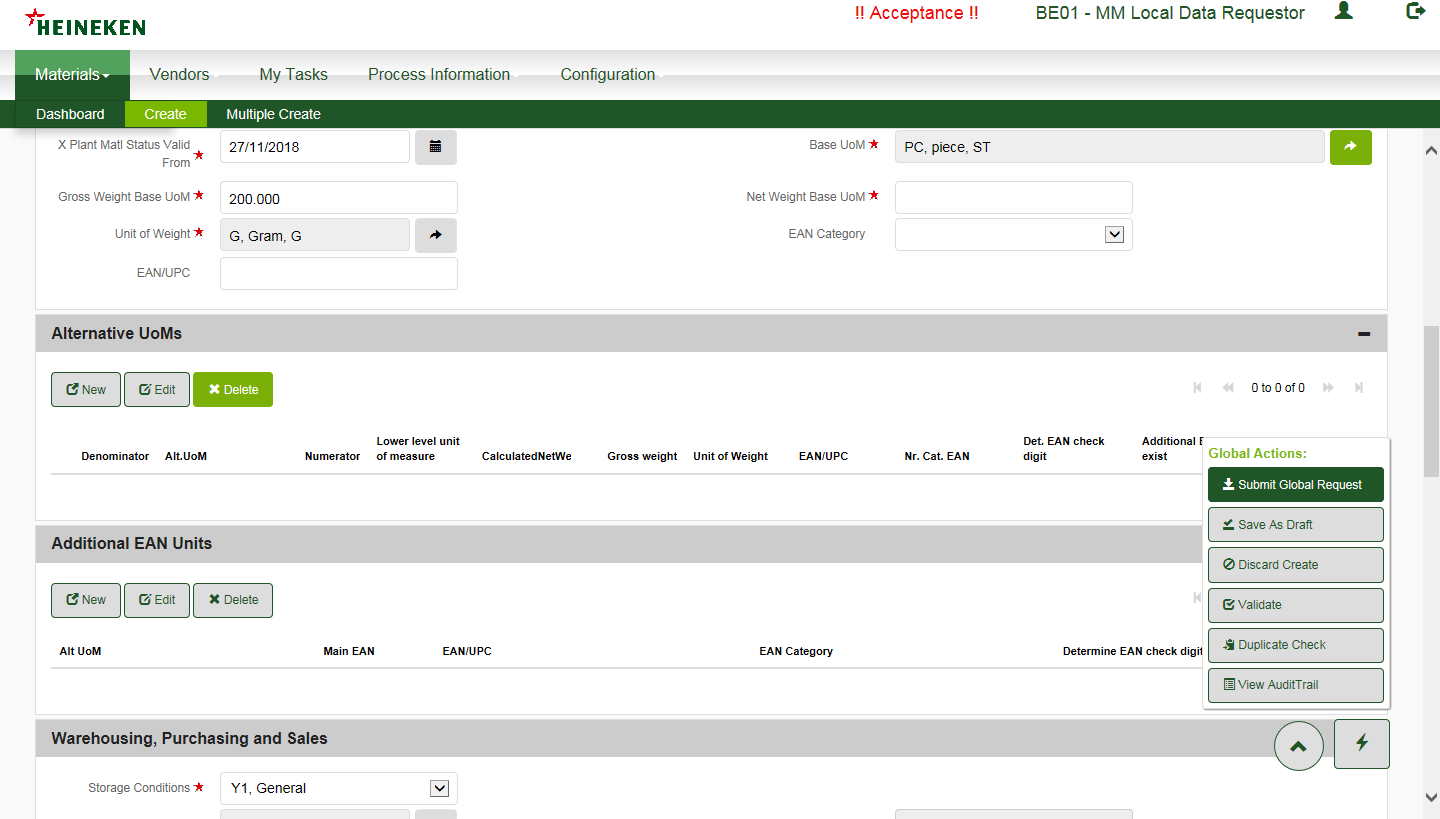 HEINEKEN
!! Acceptance !!
BE01 - MM Local Data Requestor
Materials
Vendors
My Tasks
Process Information
Configuration
Dashboard
Create
Multiple Create
X Plant Matl Status Valid
From
27/11/2018
Base UoM
PC, piece, ST
Gross Weight Base UoM
200.000
Net Weight Base UoM
Unit of Weight
G, Gram, G
EAN Category
EAN/UPC
Alternative UoMs
New
Edit
Delete
0 to 0 of 0
Denominator
Alt.UoM
Numerator
Lower level unit
of measure
CalculatedNetWe
Gross weight
Unit of Weight
EAN/UPC
Nr. Cat. EAN
Det. EAN check
digit
Additional
exist
Global Actions:
Submit Global Request
Save As Draft
Discard Create
Validate
Duplicate Check
View AuditTrail
Additional EAN Units
New
Edit
Delete
Alt UoM
Main EAN
EAN/UPC
EAN Category
Determine EAN check digit
Warehousing, Purchasing and Sales
Storage Conditions
Y1, General